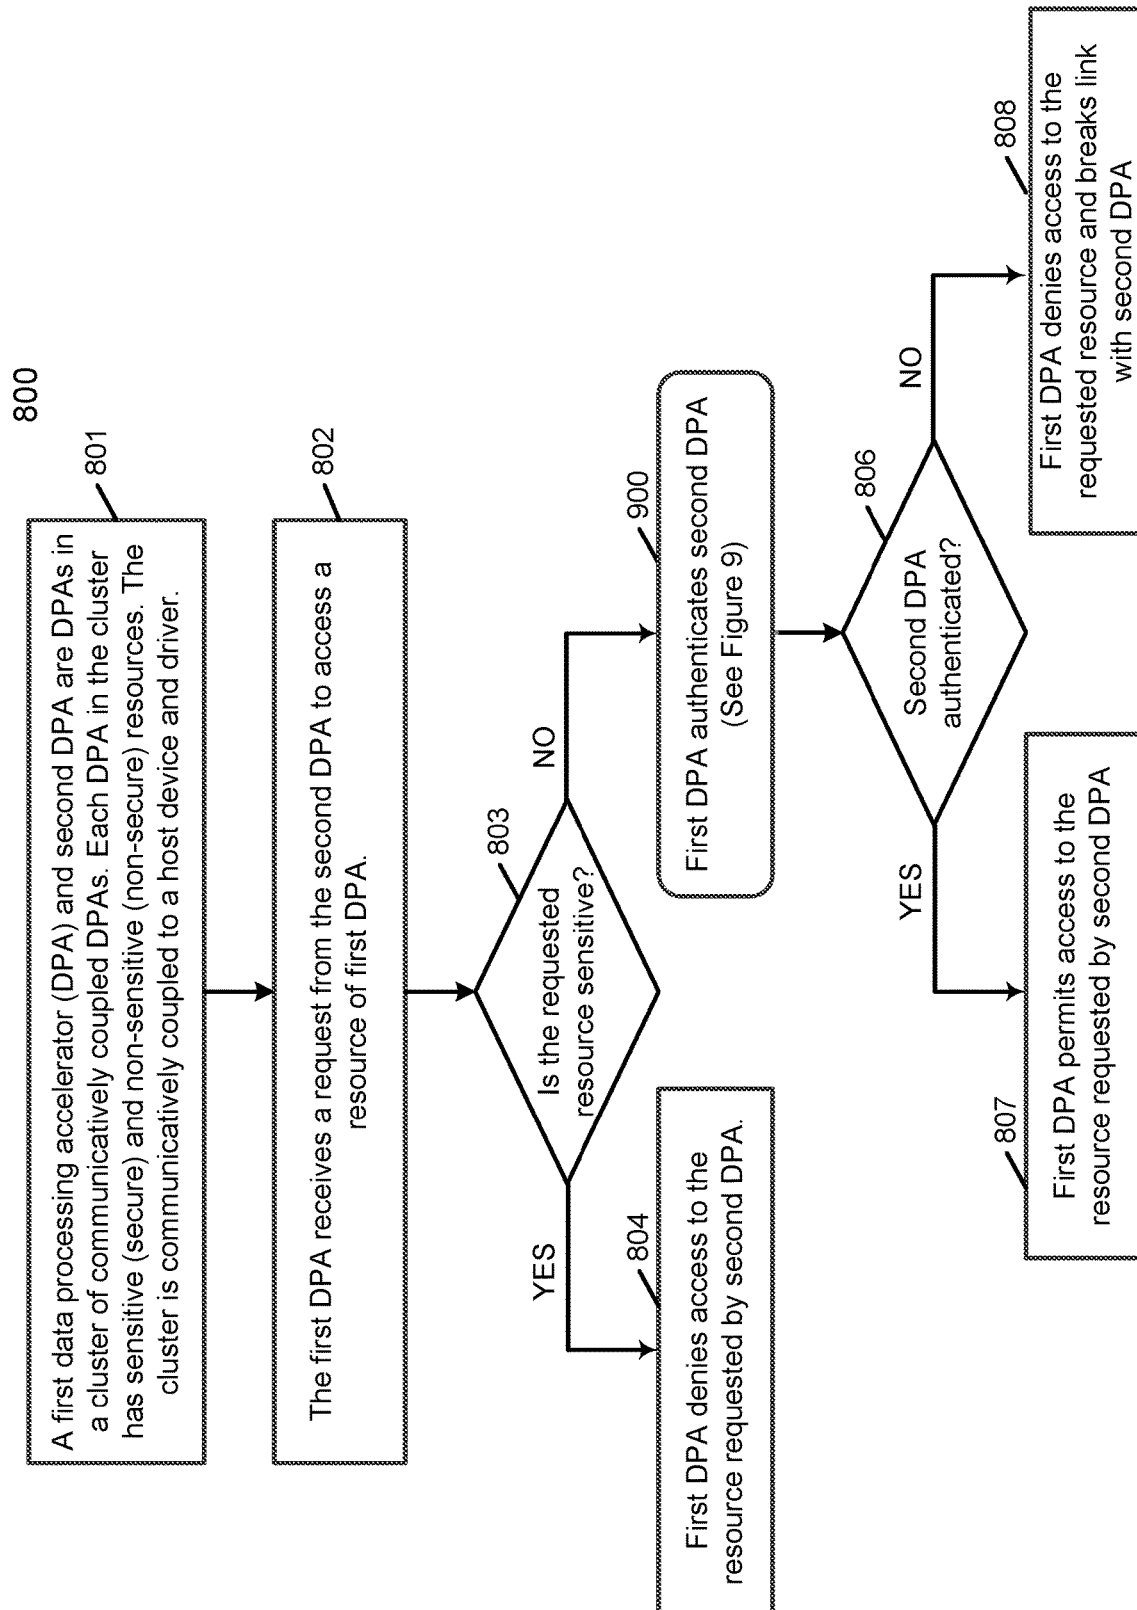 800
801
A first data processing accelerator (DPA) and second DPA are DPAs in
a cluster of communicatively coupled DPAs. Each DPA in the cluster
has sensitive (secure) and non-sensitive (non-secure) resources. The
cluster is communicatively coupled to a host device and driver.
802
The first DPA receives a request from the second DPA to access a
resource of first DPA.
803
Is the requested
resource sensitive?
YES
NO
804
First DPA denies access to the
resource requested by second DPA.
900
First DPA authenticates second DPA
(See Figure 9)
806
Second DPA
authenticated?
YES
NO
807
First DPA permits access to the
resource requested by second DPA
808
First DPA denies access to the
requested resource and breaks link
with second DPA